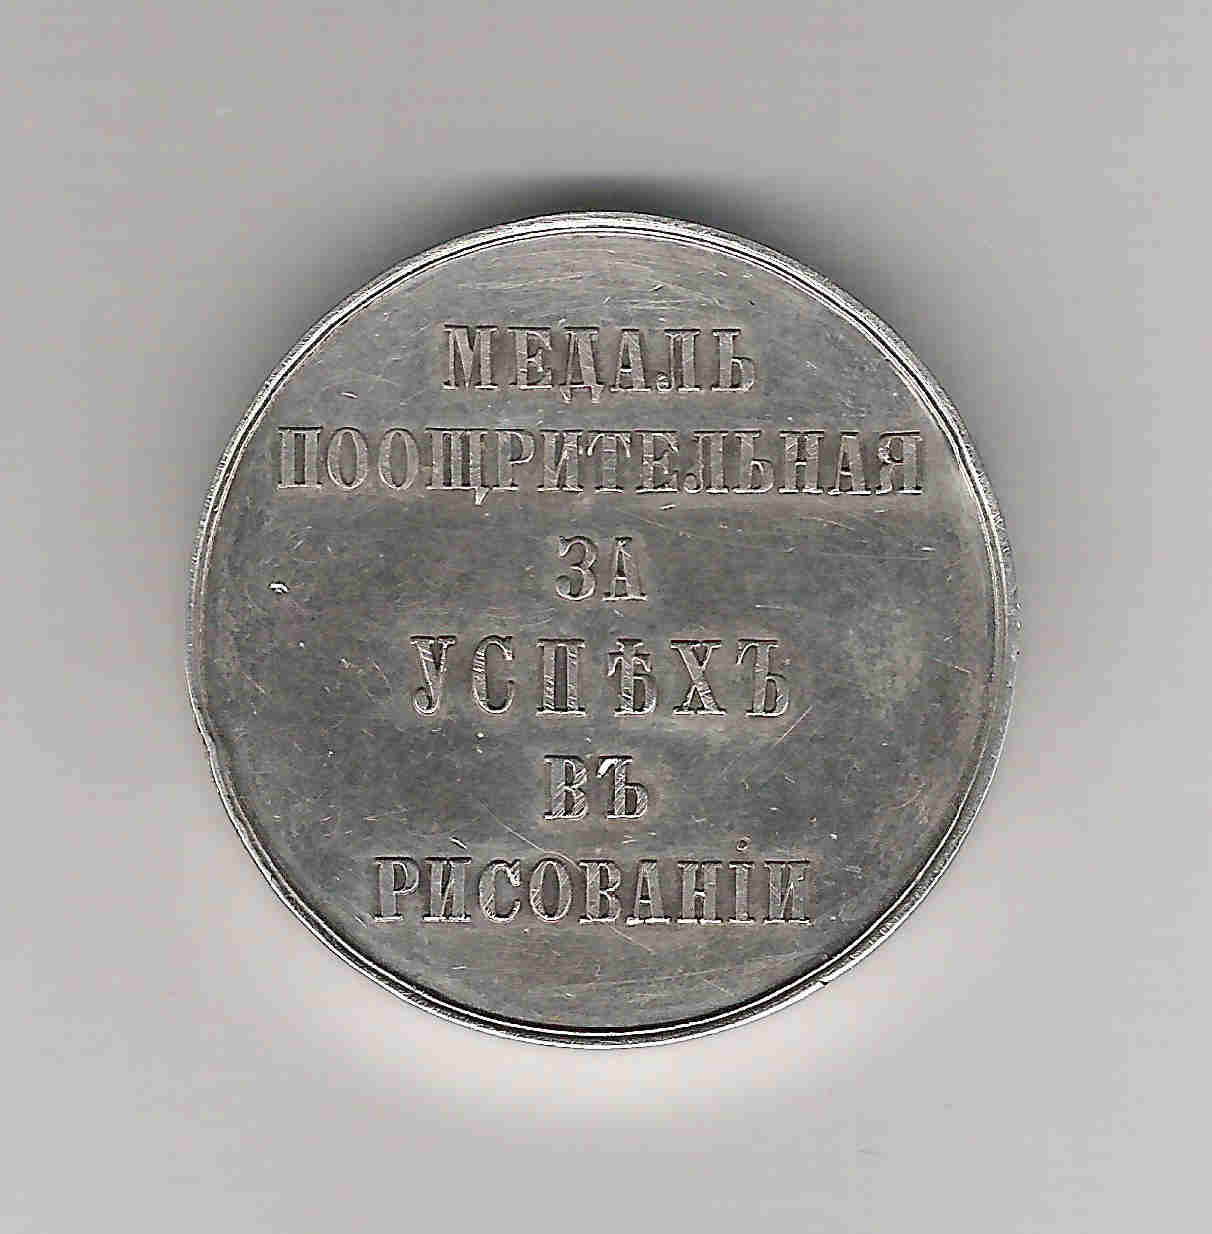 МЕДАЛЬ
ПООЩРИТЕЛЬНАЯ
ЗА
УСПѢХЪ
ВЪ
РИСОВАНІИ